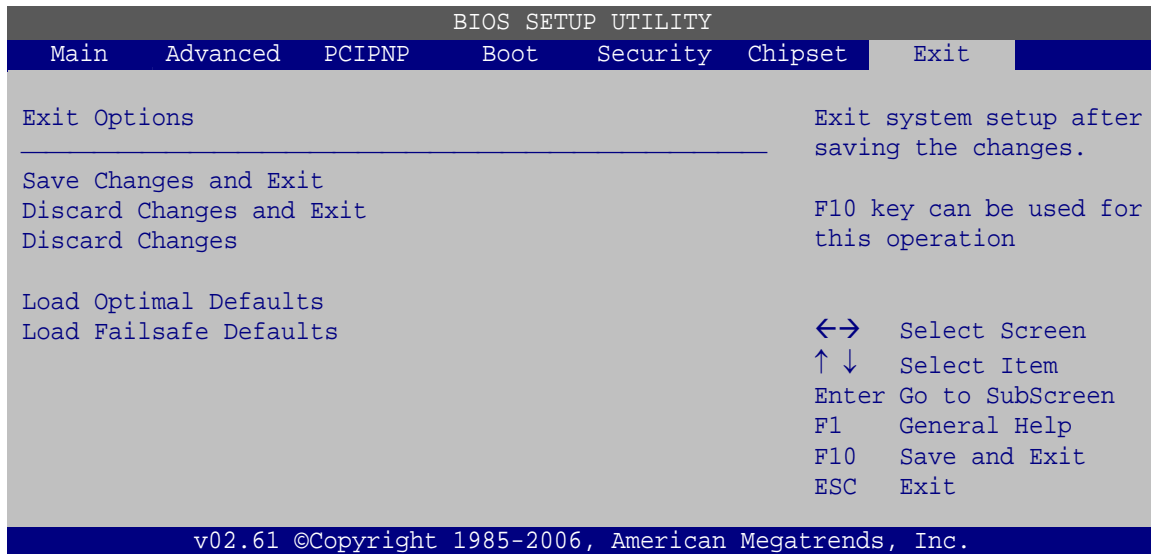 BIOS SETUP UTILITY
Main Advanced PCIPNP Boot Security Chipset Exit
Exit Options
Save Changes and Exit
Discard Changes and Exit
Discard Changes
Load Optimal Defaults
Load Failsafe Defaults
Exit system setup after
saving the changes.
F10 key can be used for
this operation
←→ Select Screen
↑ ↓ Select Item
Enter Go to SubScreen
F1 General Help
F10 Save and Exit
ESC Exit
v02.61 ©Copyright 1985-2006, American Megatrends, Inc.